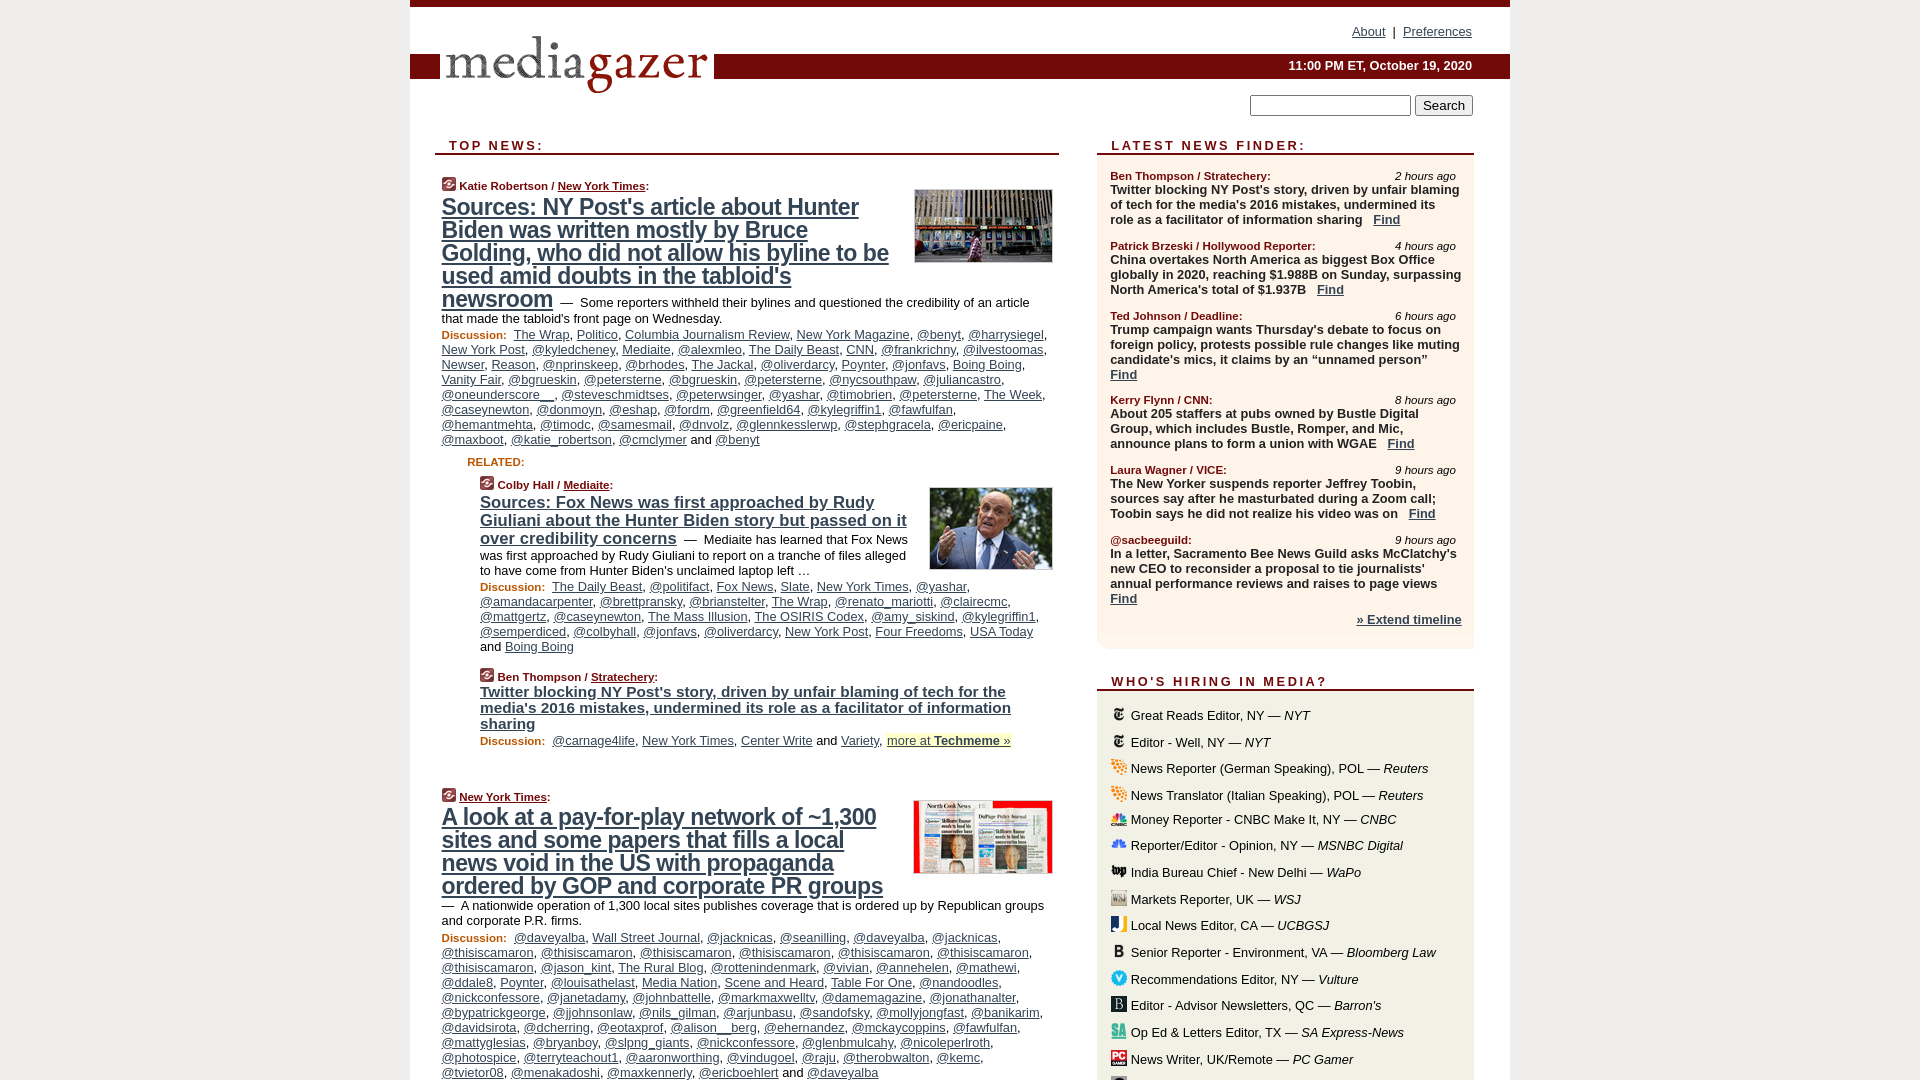 About | Preferences
mediagazer
11:00 PM ET, October 19, 2020
Search
TOP NEWS:
Katie Robertson / New York Times:
Sources: NY Post's article about Hunter
Biden was written mostly by Bruce
Golding, who did not allow his byline to be
used amid doubts in the tabloid's
newsroom — Some reporters withheld their bylines and questioned the credibility of an article
that made the tabloid's front page on Wednesday.
Discussion: The Wrap, Politico, Columbia Journalism Review, New York Magazine, @benyt, @harrysiegel,
New York Post, @kyledcheney, Mediaite, @alexmleo, The Daily Beast, CNN, @frankrichny, @ilvestoomas,
Newser, Reason, @nprinskeep, @brhodes, The Jackal, @oliverdarcy, Poynter, @jonfavs, Boing Boing,
Vanity Fair, @bgrueskin, @petersterne, @bgrueskin, @petersterne, @nycsouthpaw, @juliancastro,
@oneunderscore__, @steveschmidtses, @peterwsinger, @yashar, @timobrien, @petersterne, The Week,
@caseynewton, @donmoyn, @eshap, @fordm, @greenfield64, @kylegriffin1, @fawfulfan,
@hemantmehta, @timodc, @samesmail, @dnvolz, @glennkesslerwp, @stephgracela, @ericpaine,
@maxboot, @katie_robertson, @cmclymer and @benyt
RELATED:
Colby Hall / Mediaite:
Sources: Fox News was first approached by Rudy
Giuliani about the Hunter Biden story but passed on it
over credibility concerns — Mediaite has learned that Fox News
was first approached by Rudy Giuliani to report on a tranche of files alleged
to have come from Hunter Biden's unclaimed laptop left …
Discussion: The Daily Beast, @politifact, Fox News, Slate, New York Times, @yashar,
@amandacarpenter, @brettpransky, @brianstelter, The Wrap, @renato_mariotti, @clairecmc,
@mattgertz, @caseynewton, The Mass Illusion, The OSIRIS Codex, @amy_siskind, @kylegriffin1,
@semperdiced, @colbyhall, @jonfavs, @oliverdarcy, New York Post, Four Freedoms, USA Today
and Boing Boing
Ben Thompson / Stratechery:
Twitter blocking NY Post's story, driven by unfair blaming of tech for the
media's 2016 mistakes, undermined its role as a facilitator of information
sharing
Discussion: @carnage4life, New York Times, Center Write and Variety, more at Techmeme »
New York Times:
A look at a pay-for-play network of ~1,300
sites and some papers that fills a local
news void in the US with propaganda
ordered by GOP and corporate PR groups
— A nationwide operation of 1,300 local sites publishes coverage that is ordered up by Republican groups
and corporate P.R. firms.
Discussion: @daveyalba, Wall Street Journal, @jacknicas, @seanilling, @daveyalba, @jacknicas,
@thisiscamaron, @thisiscamaron, @thisiscamaron, @thisiscamaron, @thisiscamaron, @thisiscamaron,
@thisiscamaron, @jason_kint, The Rural Blog, @rottenindenmark, @vivian, @annehelen, @mathewi,
@ddale8, Poynter, @louisathelast, Media Nation, Scene and Heard, Table For One, @nandoodles,
@nickconfessore, @janetadamy, @johnbattelle, @markmaxwelltv, @damemagazine, @jonathanalter,
@bypatrickgeorge, @jjohnsonlaw, @nils_gilman, @arjunbasu, @sandofsky, @mollyjongfast, @banikarim,
@davidsirota, @dcherring, @eotaxprof, @alison__berg, @ehernandez, @mckaycoppins, @fawfulfan,
@mattyglesias, @bryanboy, @slpng_giants, @nickconfessore, @glenbmulcahy, @nicoleperlroth,
@photospice, @terryteachout1, @aaronworthing, @vindugoel, @raju, @therobwalton, @kemc,
@tvietor08, @menakadoshi, @maxkennerly, @ericboehlert and @daveyalba
LATEST NEWS FINDER:
Ben Thompson / Stratechery: 2 hours ago
Twitter blocking NY Post's story, driven by unfair blaming
of tech for the media's 2016 mistakes, undermined its
role as a facilitator of information sharing Find
Patrick Brzeski / Hollywood Reporter: 4 hours ago
China overtakes North America as biggest Box Office
globally in 2020, reaching $1.988B on Sunday, surpassing
North America's total of $1.937B Find
Ted Johnson / Deadline: 6 hours ago
Trump campaign wants Thursday's debate to focus on
foreign policy, protests possible rule changes like muting
candidate's mics, it claims by an “unnamed person”
Find
Kerry Flynn / CNN: 8 hours ago
About 205 staffers at pubs owned by Bustle Digital
Group, which includes Bustle, Romper, and Mic,
announce plans to form a union with WGAE Find
Laura Wagner / VICE: 9 hours ago
The New Yorker suspends reporter Jeffrey Toobin,
sources say after he masturbated during a Zoom call;
Toobin says he did not realize his video was on Find
@sacbeeguild: 9 hours ago
In a letter, Sacramento Bee News Guild asks McClatchy's
new CEO to reconsider a proposal to tie journalists'
annual performance reviews and raises to page views
Find
» Extend timeline
WHO'S HIRING IN MEDIA?
Great Reads Editor, NY — NYT
Editor - Well, NY — NYT
News Reporter (German Speaking), POL — Reuters
News Translator (Italian Speaking), POL — Reuters
Money Reporter - CNBC Make It, NY — CNBC
Reporter/Editor - Opinion, NY — MSNBC Digital
India Bureau Chief - New Delhi — WaPo
Markets Reporter, UK — WSJ
Local News Editor, CA — UCBGSJ
Senior Reporter - Environment, VA — Bloomberg Law
Recommendations Editor, NY — Vulture
Editor - Advisor Newsletters, QC — Barron's
Op Ed & Letters Editor, TX — SA Express-News
News Writer, UK/Remote — PC Gamer